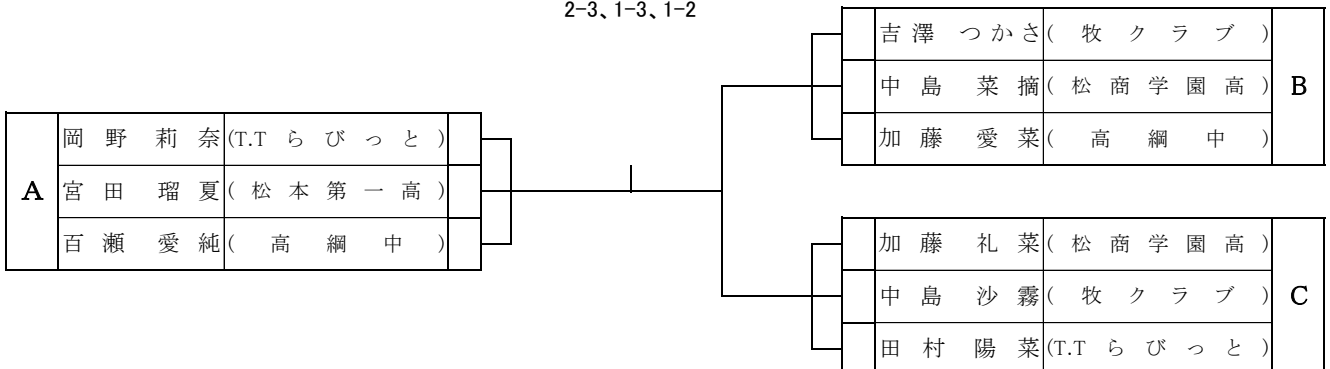 2-3、1-3、1-2
A
岡野 莉奈(T.Tらびっと)
宮田 瑠夏(松本第一高)
百瀬 愛純(高綱中)
B
吉澤 つかさ(牧クラブ)
中島 菜摘(松商学園高)
加藤 愛菜(高綱中)
C
加藤 礼菜(松商学園高)
中島 沙霧(牧クラブ)
田村 陽菜(T.Tらびっと)